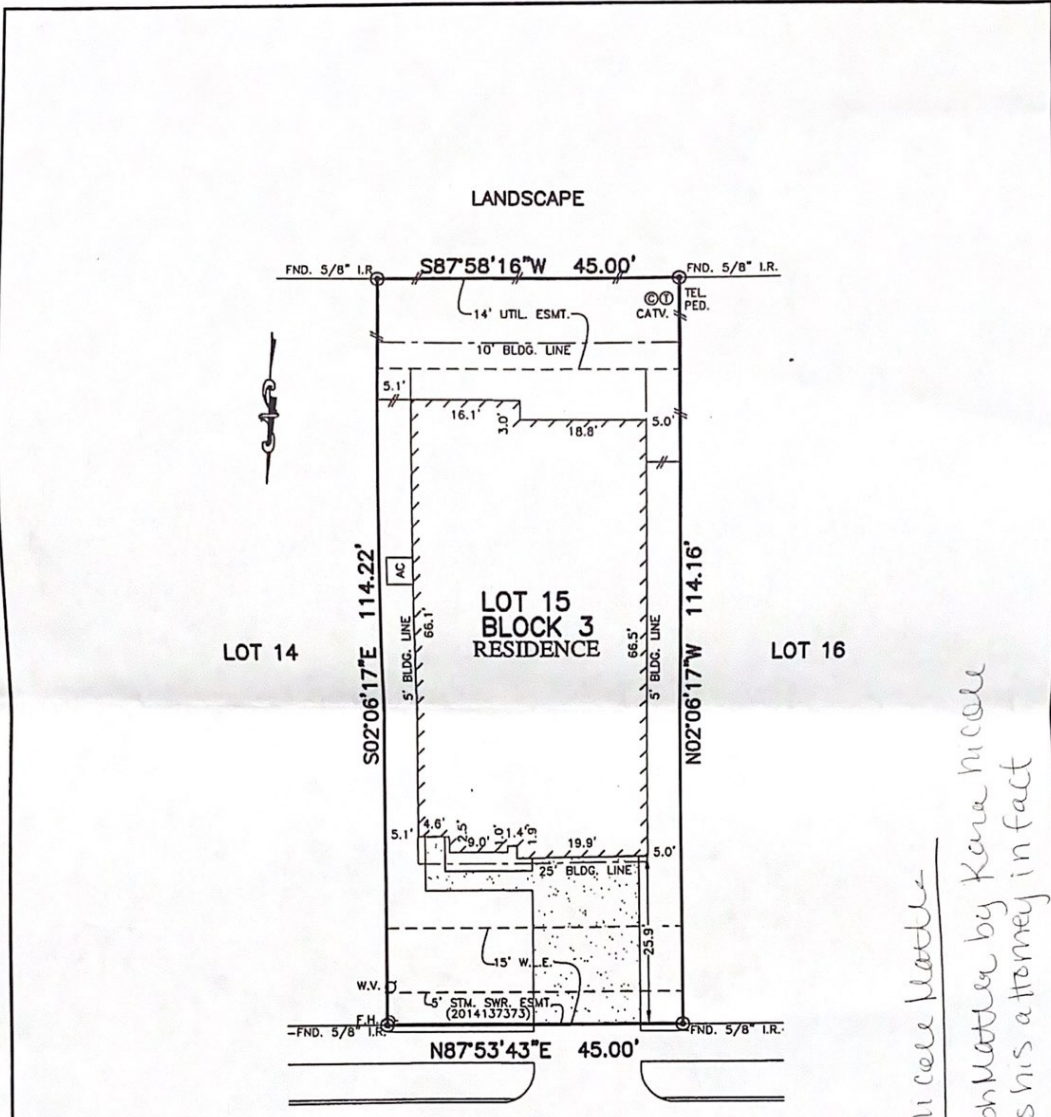 LANDSCAPE
FND. 5/8" I.R.
S87°58'16"W 45.00'
FND. 5/8" I.R.
TEL.
PED.
Ⓒ Ⓣ
CATV.
14' UTIL. ESMT.
10' BLDG. LINE
5.1'
16.1'
3.0'
18.8'
5.0'
AC
S02°06'17"E 114.22'
5' BLDG. LINE
66.1'
LOT 15
BLOCK 3
RESIDENCE
66.5'
5' BLDG. LINE
N02°06'17"W 114.16'
LOT 14
LOT 16
5.1'
4.6'
2.5'
9.0'
1.0'
1.4'
1.9'
19.9'
5.0'
25' BLDG. LINE
25.9'
15' W. .E.
W.V.
5' STM. SWR. ESMT.
(2014137373)
F.H.
FND. 5/8" I.R.
FND. 5/8" I.R.
N87°53'43"E 45.00'
by Kara Nicole
his attorney in fact